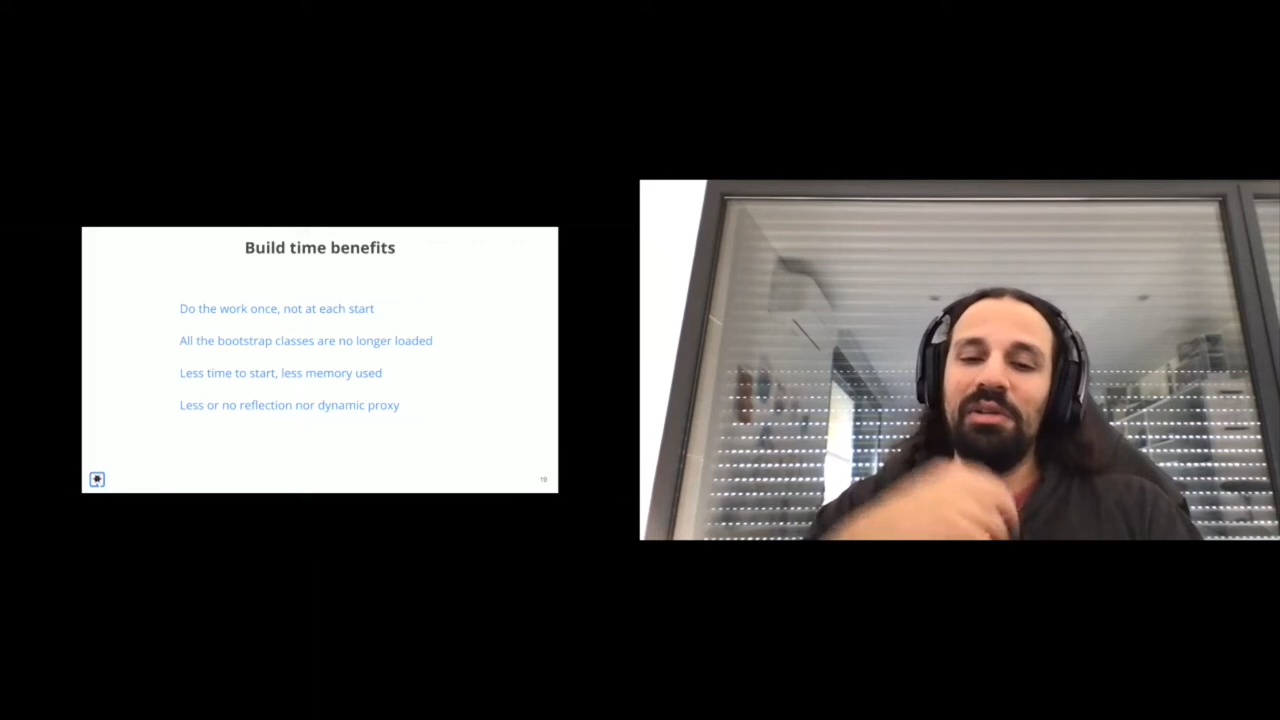 Build time benefits
Do the work once, not at each start
All the bootstrap classes are no longer loaded
Less time to start, less memory used
Less or no reflection nor dynamic proxy
19